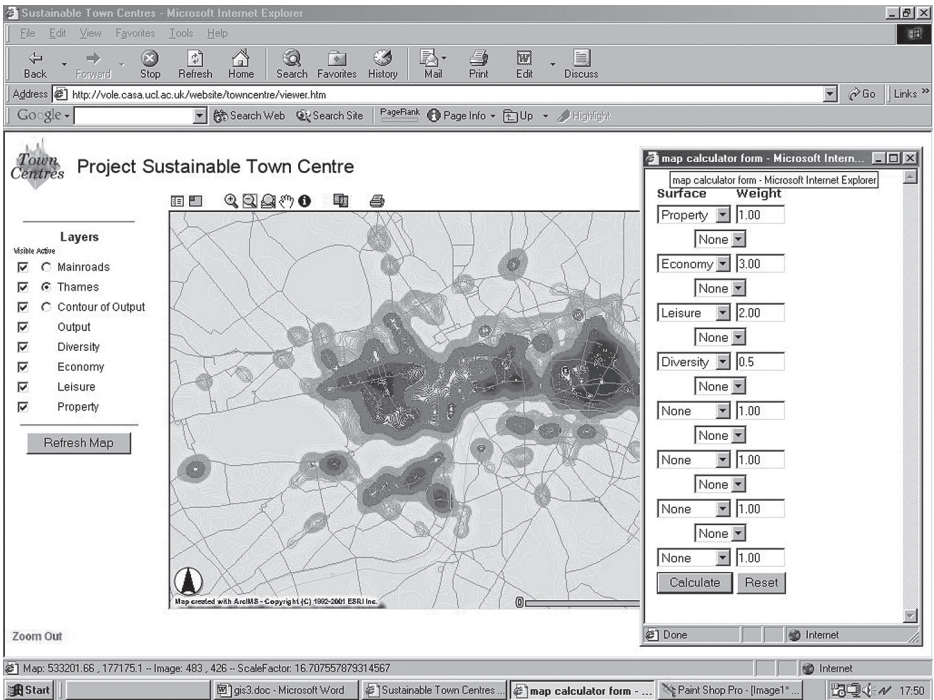 Sustainable Town Centres - Microsoft Internet Explorer
File Edit View Favorites Tools Help
Back Forward Stop Refresh Home Search Favorites History Mail Print Edit Discuss
Address http://vole.casa.ucl.ac.uk/website/towncentre/viewer.htm Go Links »
Google Search Web Search Site PageRank Page Info Up Highlight
Town Centres
Project Sustainable Town Centre
Layers
Visible Active
Mainroads
Thames
Contour of Output
Output
Diversity
Economy
Leisure
Property
Refresh Map
Map created with ArcIMS - Copyright (C) 1992-2001 ESRI Inc.
0
Zoom Out
map calculator form - Microsoft Intern...
map calculator form - Microsoft Internet Explorer
Surface Weight
Property 1.00
None
Economy 3.00
None
Leisure 2.00
None
Diversity 0.5
None
None 1.00
None
None 1.00
None
None 1.00
None
None 1.00
Calculate Reset
Done Internet
Map: 533201.66 , 177175.1 -- Image: 483 , 426 -- ScaleFactor: 16.707557879314567 Internet
Start gis3.doc - Microsoft Word Sustainable Town Centres ... map calculator form - ... Paint Shop Pro - [Image1*... 17:50